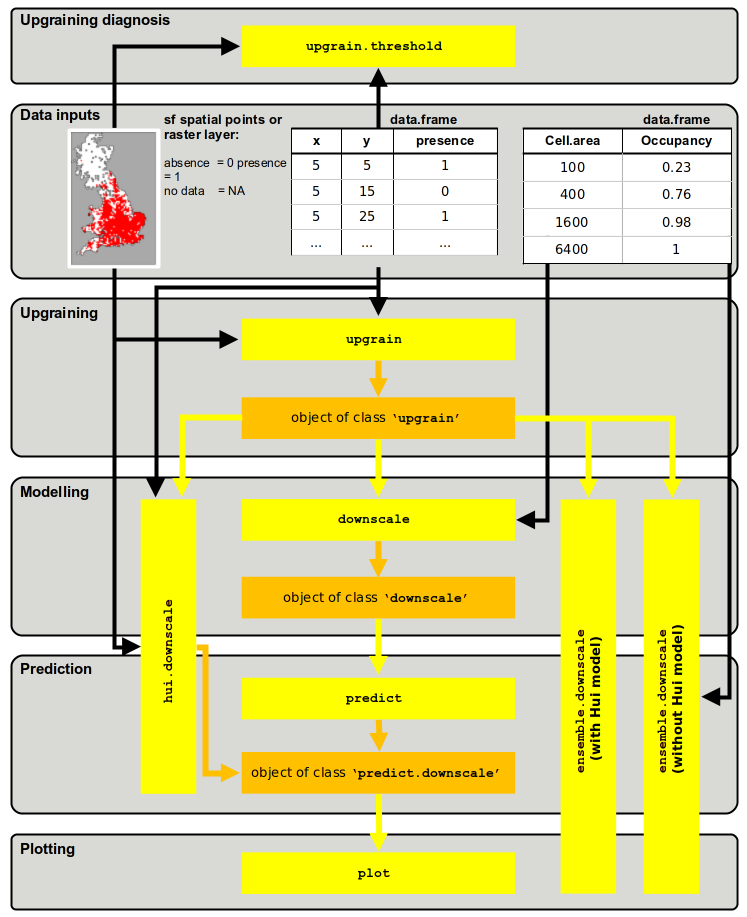 Upgraining diagnosis
upgrain.threshold
Data inputs
sf spatial points or
raster layer:
absence = 0 presence
= 1
no data = NA
data.frame
x y presence
5 5 1
5 15 0
5 25 1
... ... ...
data.frame
Cell.area Occupancy
100 0.23
400 0.76
1600 0.98
6400 1
Upgraining
upgrain
object of class ‘upgrain’
Modelling
downscale
object of class ‘downscale’
hui.downscale
ensemble.downscale
(with Hui model)
ensemble.downscale
(without Hui model)
Prediction
predict
object of class ‘predict.downscale’
Plotting
plot